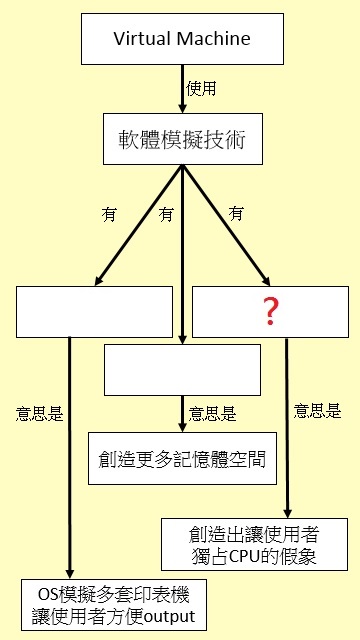 Virtual Machine
使用
軟體模擬技術
有
有
有
?
意思是
意思是
意思是
創造更多記憶體空間
創造出讓使用者
獨占CPU的假象
OS模擬多套印表機
讓使用者方便output